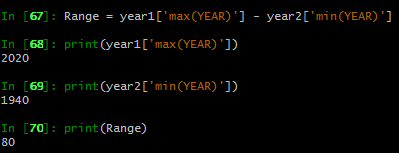 In [67]: Range = year1['max(YEAR)'] - year2['min(YEAR)']
In [68]: print(year1['max(YEAR)'])
2020
In [69]: print(year2['min(YEAR)'])
1940
In [70]: print(Range)
80